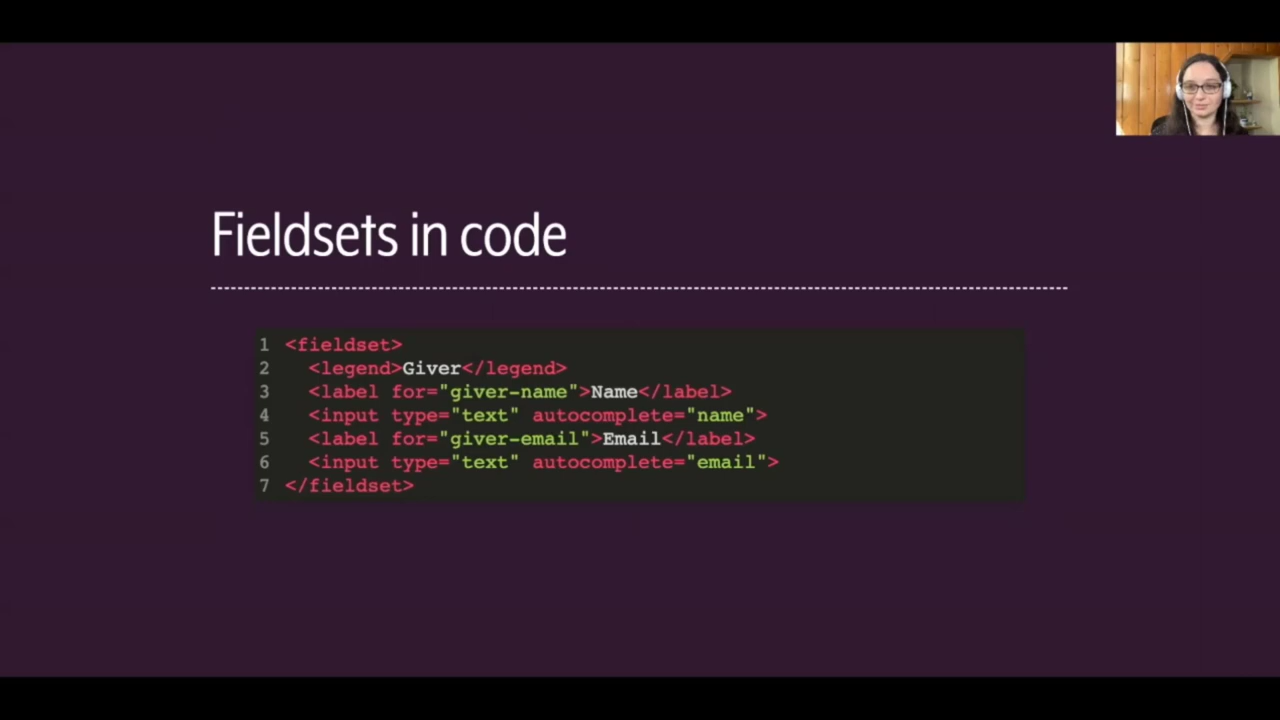 Fieldsets in code
1 <fieldset>
2   <legend>Giver</legend>
3   <label for="giver-name">Name</label>
4   <input type="text" autocomplete="name">
5   <label for="giver-email">Email</label>
6   <input type="text" autocomplete="email">
7 </fieldset>